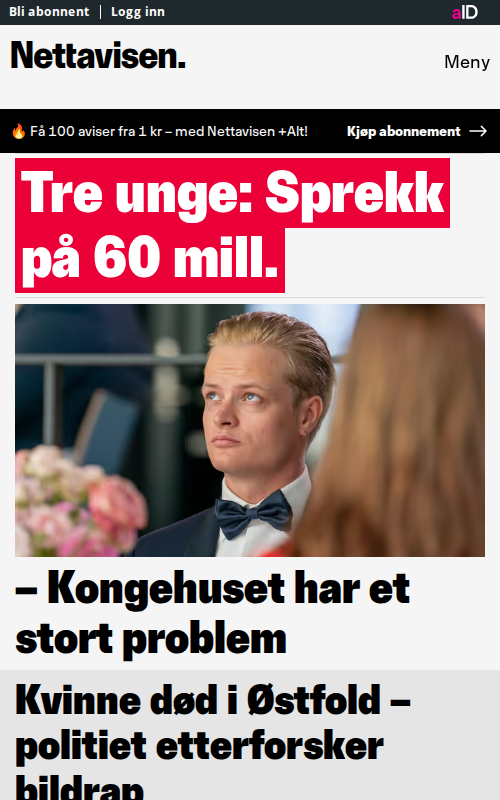 Bli abonnent | Logg inn
aID
Nettavisen.
Meny
🔥 Få 100 aviser fra 1 kr – med Nettavisen +Alt!
Kjøp abonnement →
Tre unge: Sprekk
på 60 mill.
– Kongehuset har et
stort problem
Kvinne død i Østfold –
politiet etterforsker
bildrap